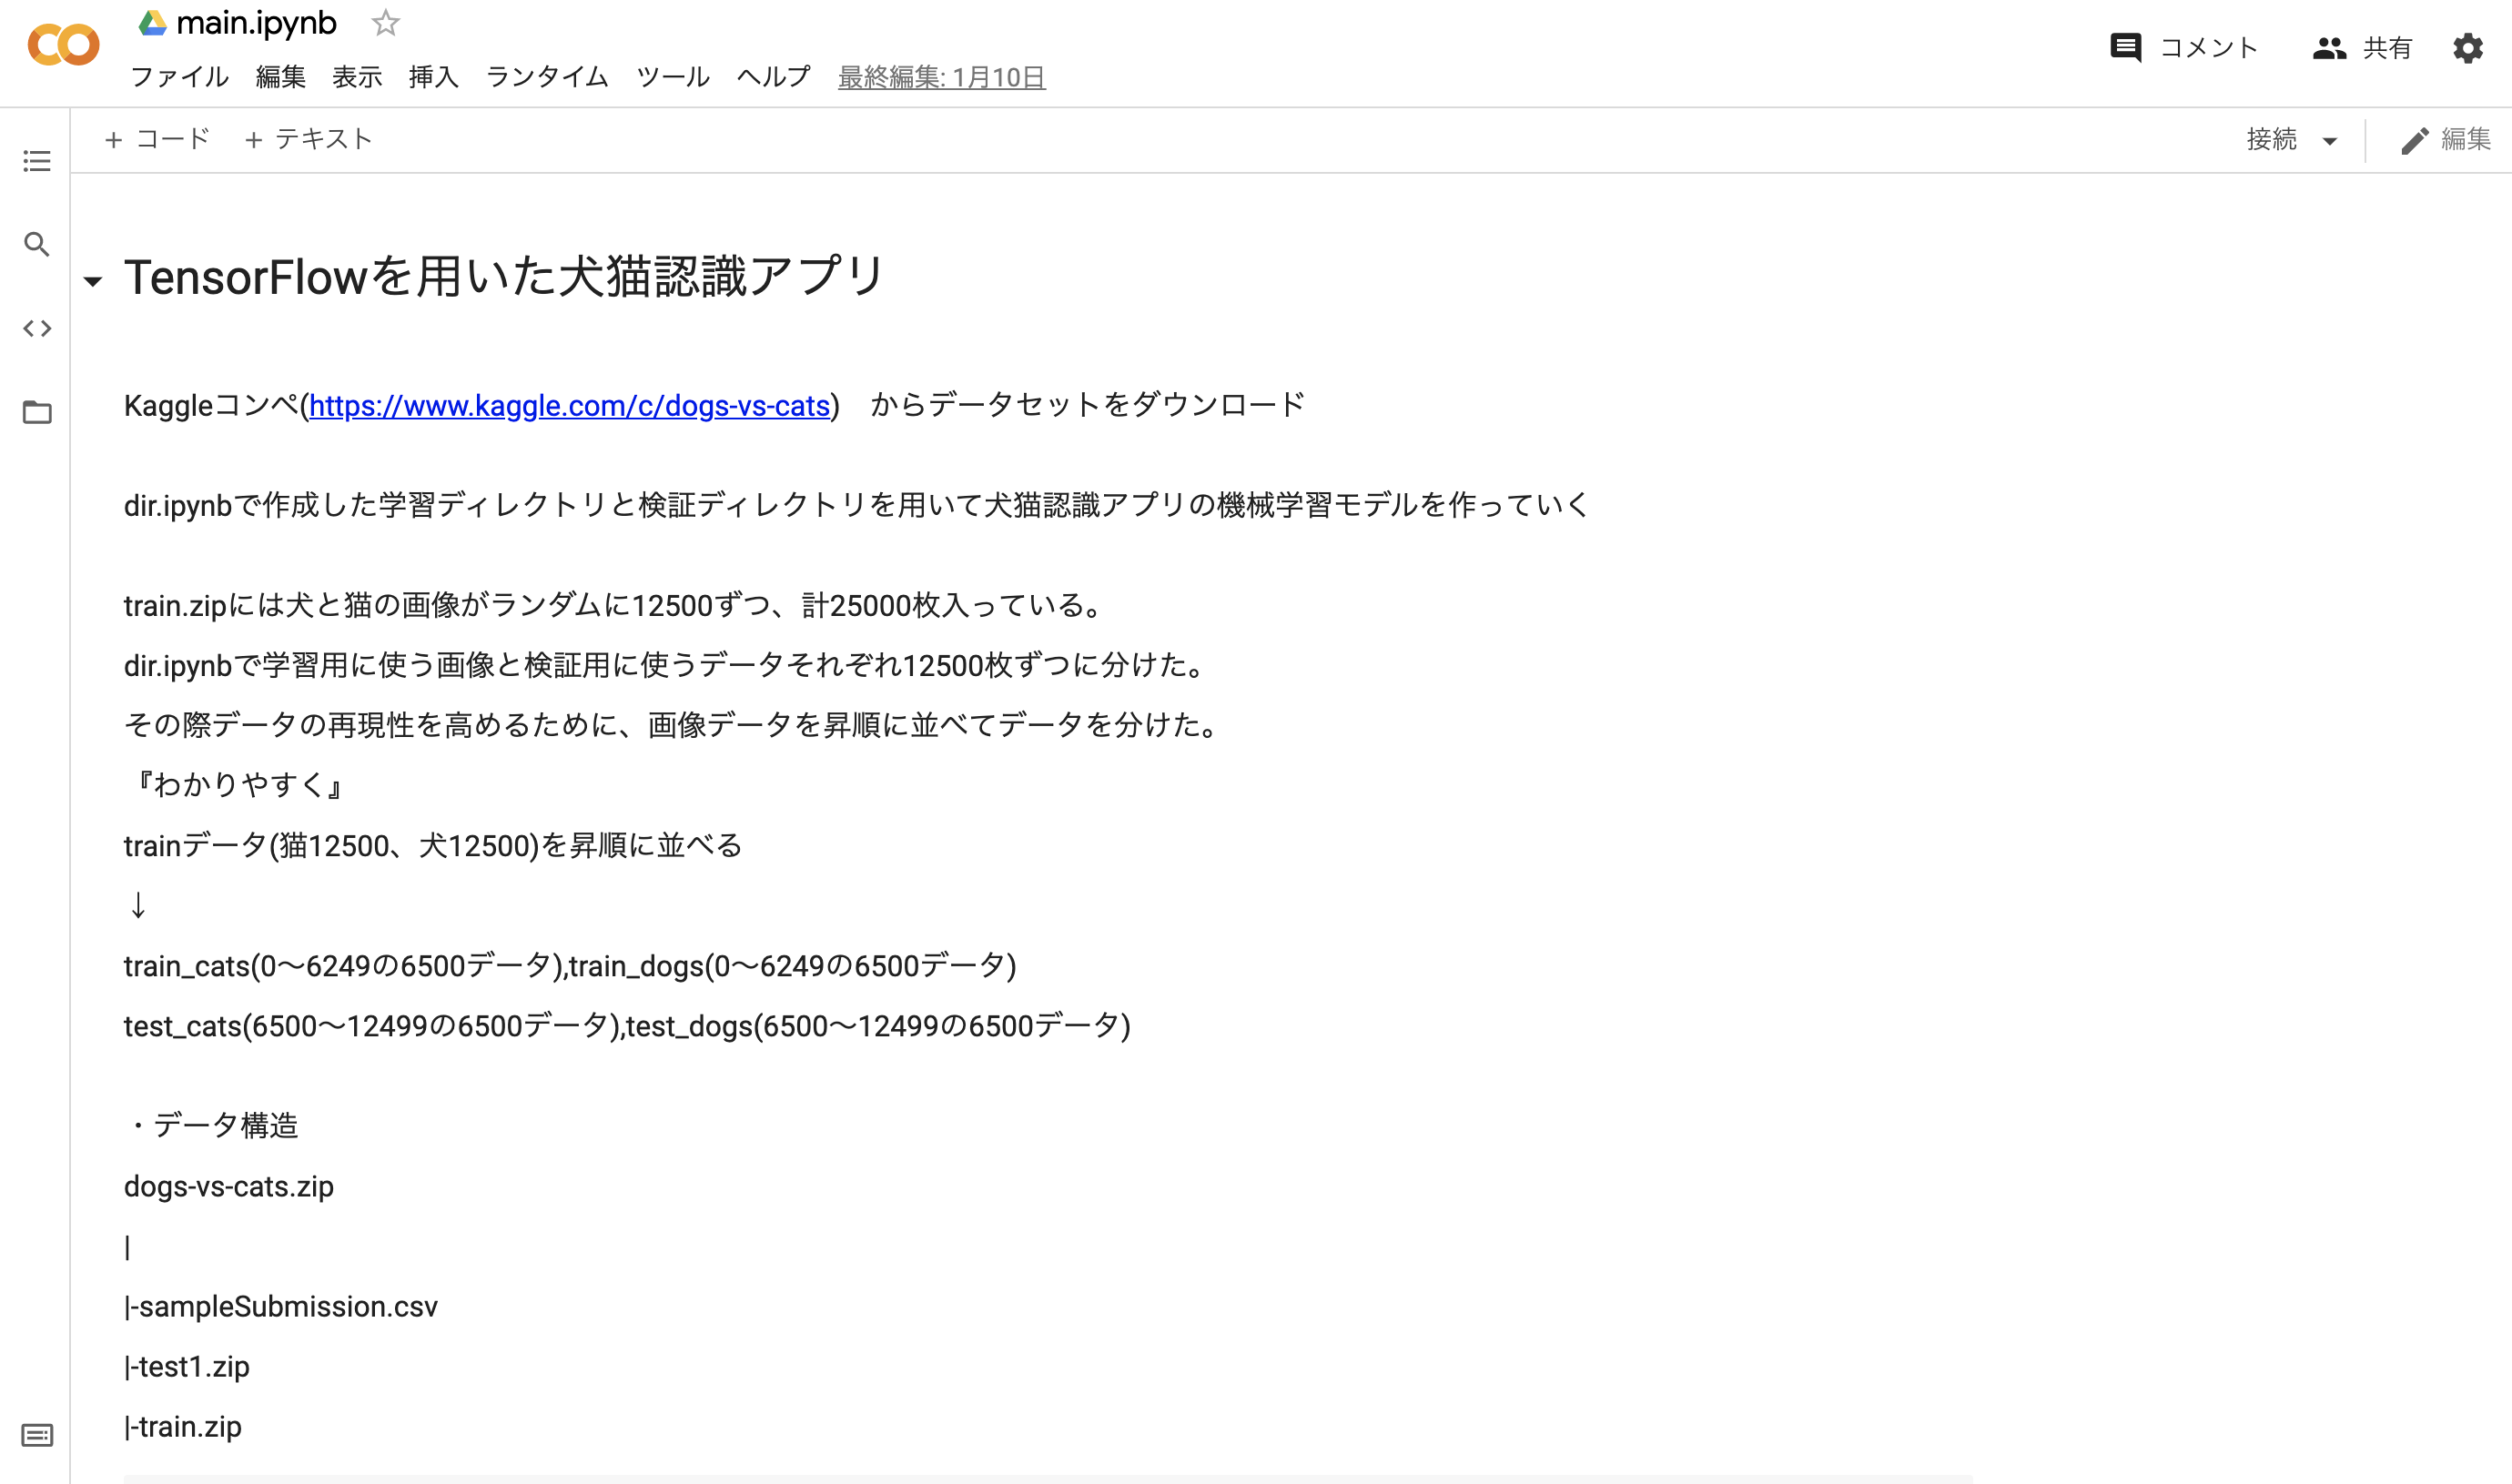 main.ipynb
コメント
共有
ファイル 編集 表示 挿入 ランタイム ツール ヘルプ 最終編集: 1月10日
+ コード + テキスト
接続
編集
TensorFlowを用いた犬猫認識アプリ
Kaggleコンペ(https://www.kaggle.com/c/dogs-vs-cats)　からデータセットをダウンロード
dir.ipynbで作成した学習ディレクトリと検証ディレクトリを用いて犬猫認識アプリの機械学習モデルを作っていく
train.zipには犬と猫の画像がランダムに12500ずつ、計25000枚入っている。
dir.ipynbで学習用に使う画像と検証用に使うデータそれぞれ12500枚ずつに分けた。
その際データの再現性を高めるために、画像データを昇順に並べてデータを分けた。
『わかりやすく』
trainデータ(猫12500、犬12500)を昇順に並べる
↓
train_cats(0〜6249の6500データ),train_dogs(0〜6249の6500データ)
test_cats(6500〜12499の6500データ),test_dogs(6500〜12499の6500データ)
・データ構造
dogs-vs-cats.zip
|
|-sampleSubmission.csv
|-test1.zip
|-train.zip